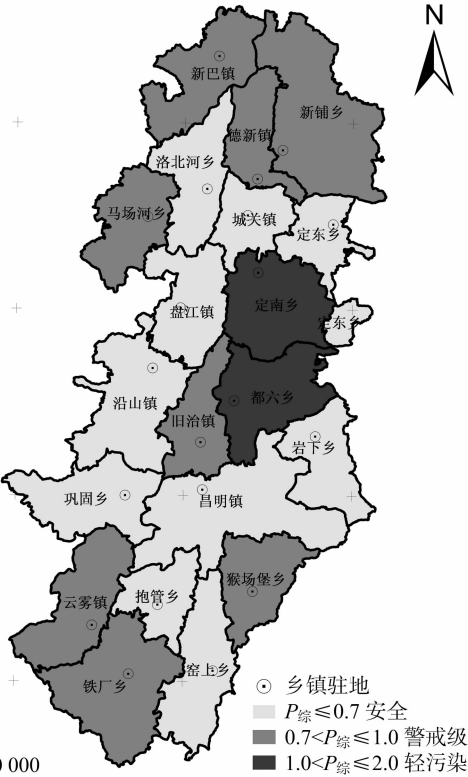 N
新巴镇
新铺乡
德新镇
洛北河乡
马场河乡
城关镇
定东乡
盘江镇
定南乡
定东乡
沿山镇
旧治镇
都六乡
岩下乡
巩固乡
昌明镇
云雾镇
抱管乡
猴场堡乡
铁厂乡
窑上乡
乡镇驻地
P综≤0.7 安全
0.7<P综≤1.0 警戒级
1.0<P综≤2.0 轻污染
0 000